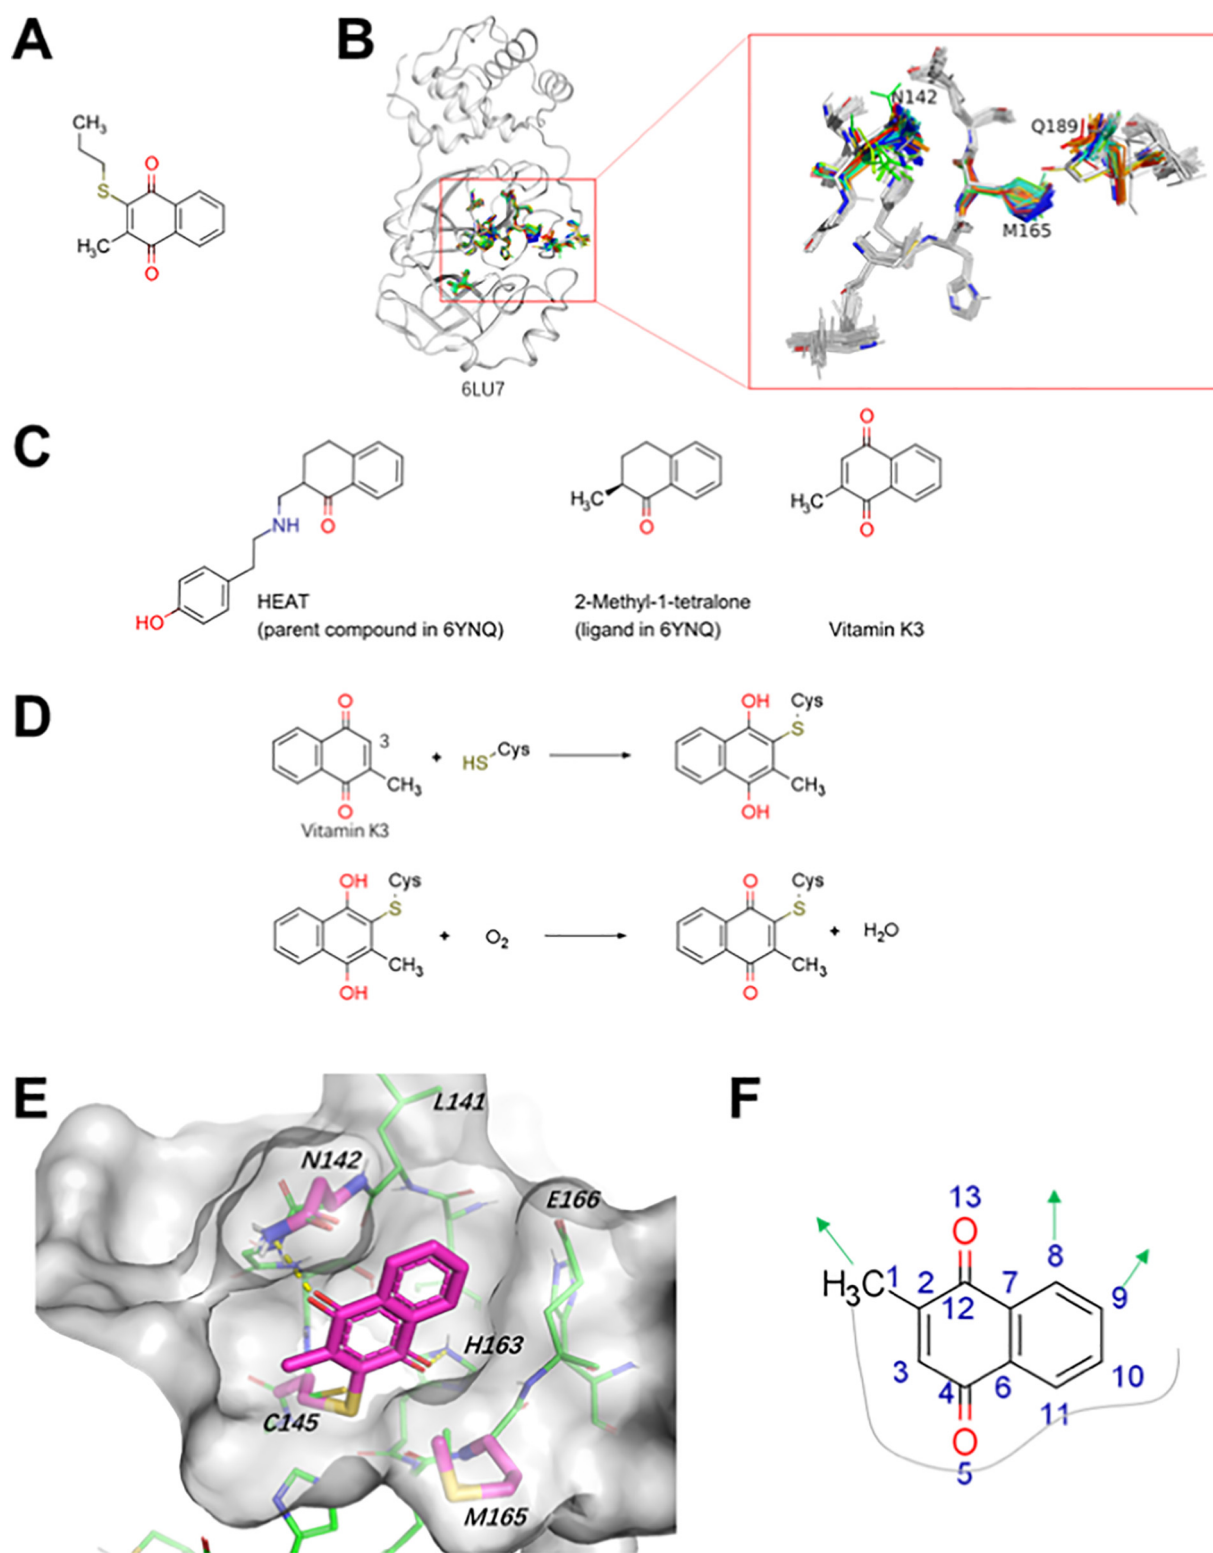 A
B
CH₃
O
S
H₃C
O
6LU7
N142
Q189
M165
C
NH
O
HO
HEAT
(parent compound in 6YNQ)
H₃C
O
2-Methyl-1-tetralone
(ligand in 6YNQ)
O
H₃C
O
Vitamin K3
D
O
3
CH₃
O
Vitamin K3
+
HS
Cys
OH
Cys
S
CH₃
OH
OH
Cys
S
CH₃
OH
+
O₂
O
Cys
S
CH₃
O
+
H₂O
E
L141
N142
E166
H163
C145
M165
F
13
O
8
H₃C
1
2
7
12
9
3
4
6
10
11
O
5